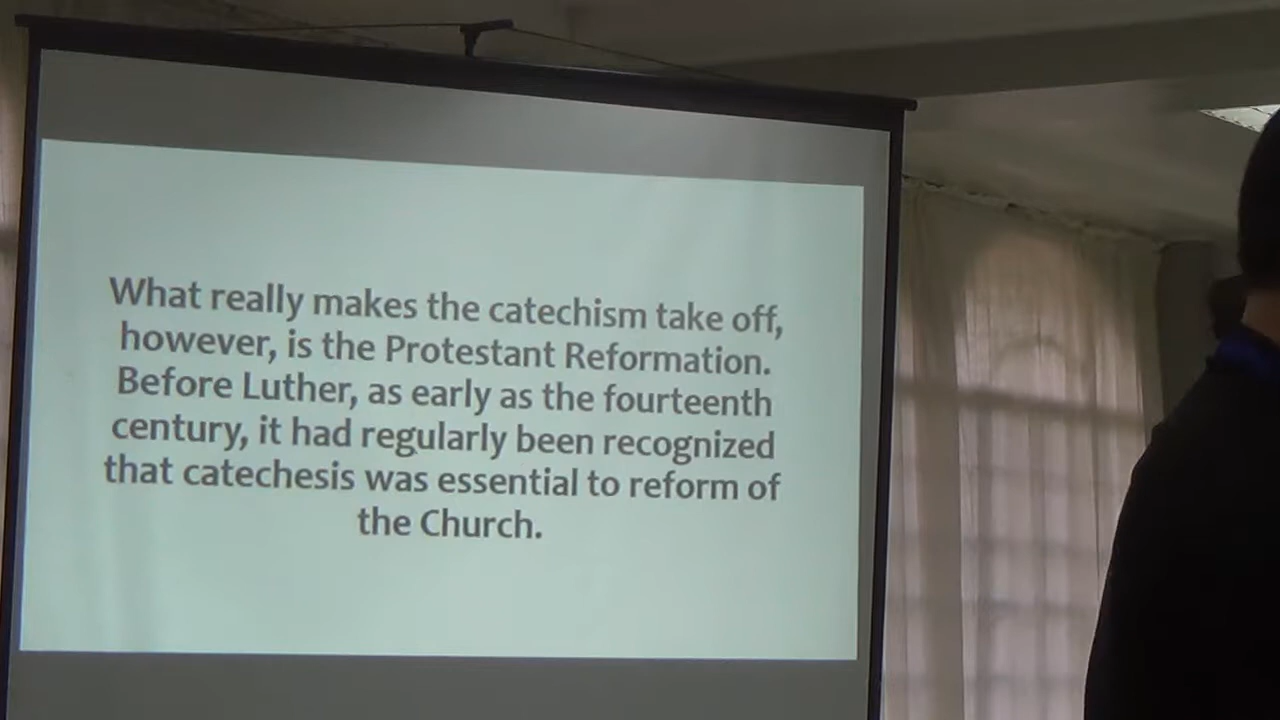 What really makes the catechism take off,
however, is the Protestant Reformation.
Before Luther, as early as the fourteenth
century, it had regularly been recognized
that catechesis was essential to reform of
the Church.